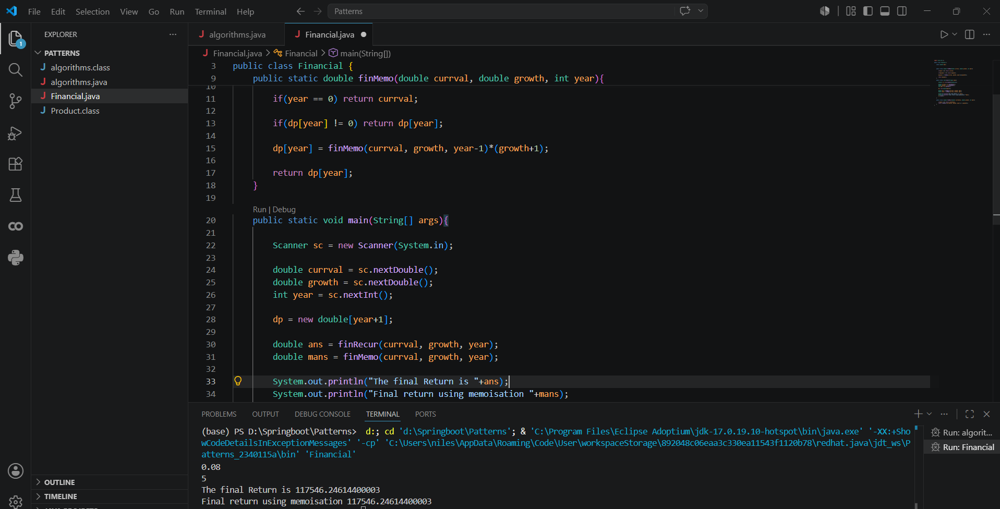 File Edit Selection View Go Run Terminal Help
Patterns
EXPLORER
PATTERNS
algorithms.class
algorithms.java
Financial.java
Product.class
OUTLINE
TIMELINE
1
algorithms.java
Financial.java
Financial.java > Financial > main(String[])
3 public class Financial {
9 public static double finMemo(double currval, double growth, int year){
10
11 if(year == 0) return currval;
12
13 if(dp[year] != 0) return dp[year];
14
15 dp[year] = finMemo(currval, growth, year-1)*(growth+1);
16
17 return dp[year];
18 }
19
Run | Debug
20 public static void main(String[] args){
21
22 Scanner sc = new Scanner(System.in);
23
24 double currval = sc.nextDouble();
25 double growth = sc.nextDouble();
26 int year = sc.nextInt();
27
28 dp = new double[year+1];
29
30 double ans = finRecur(currval, growth, year);
31 double mans = finMemo(currval, growth, year);
32
33 System.out.println("The final Return is "+ans);
34 System.out.println("Final return using memoisation "+mans);
PROBLEMS OUTPUT DEBUG CONSOLE TERMINAL PORTS
(base) PS D:\Springboot\Patterns> d:; cd 'd:\Springboot\Patterns'; & 'C:\Program Files\Eclipse Adoptium\jdk-17.0.19.10-hotspot\bin\java.exe' '-XX:+Sho
wCodeDetailsInExceptionMessages' '-cp' 'C:\Users\niles\AppData\Roaming\Code\User\workspaceStorage\892048c06eaa3c330ea11543f1120b78\redhat.java\jdt_ws\P
atterns_2340115a\bin' 'Financial'
0.08
5
The final Return is 117546.24614400003
Final return using memoisation 117546.24614400003
Run: algorit...
Run: Financial